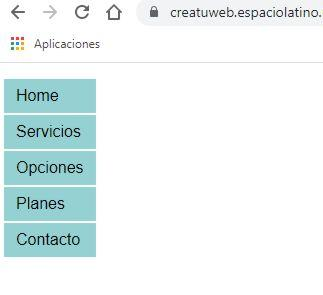 creatuweb.espaciolatino.
Aplicaciones
Home
Servicios
Opciones
Planes
Contacto